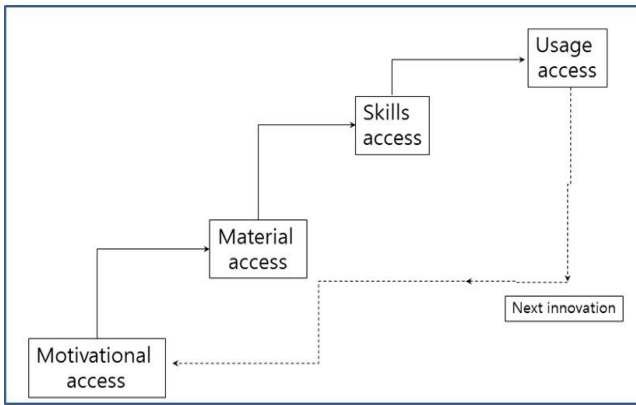 Usage
access
Skills
access
Material
access
Next innovation
Motivational
access